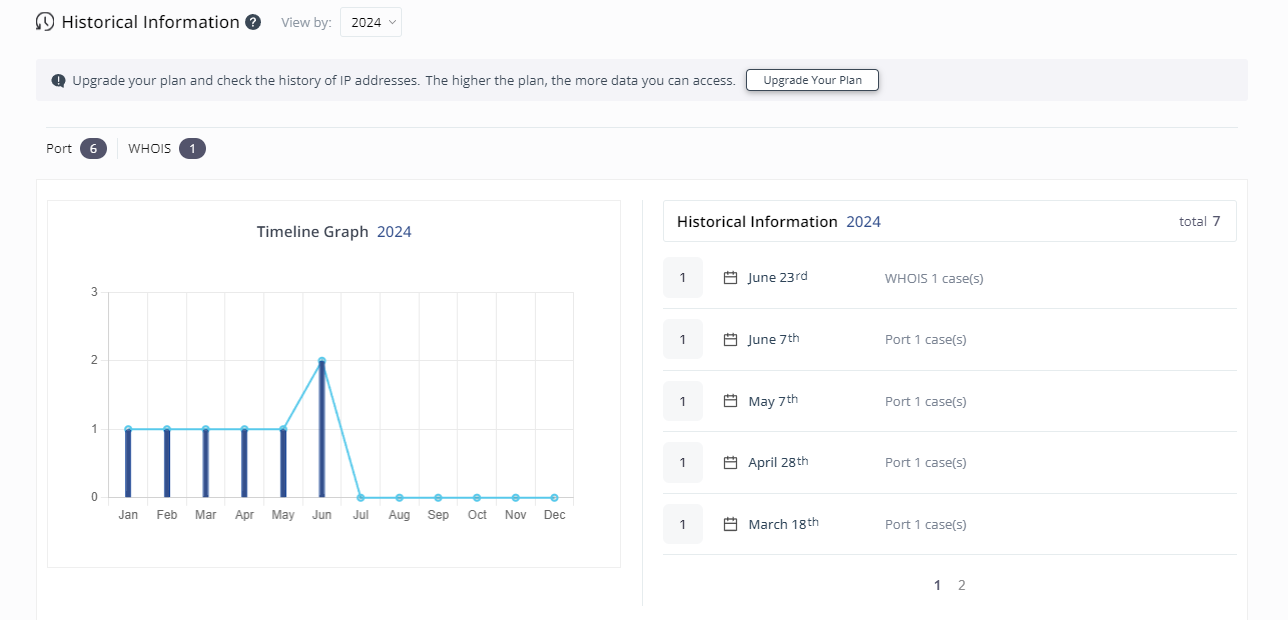 Historical Information ? View by: 2024
Upgrade your plan and check the history of IP addresses. The higher the plan, the more data you can access. Upgrade Your Plan
Port 6 WHOIS 1
Timeline Graph 2024
3
2
1
0
Jan Feb Mar Apr May Jun Jul Aug Sep Oct Nov Dec
Historical Information 2024 total 7
1 June 23rd WHOIS 1 case(s)
1 June 7th Port 1 case(s)
1 May 7th Port 1 case(s)
1 April 28th Port 1 case(s)
1 March 18th Port 1 case(s)
1 2